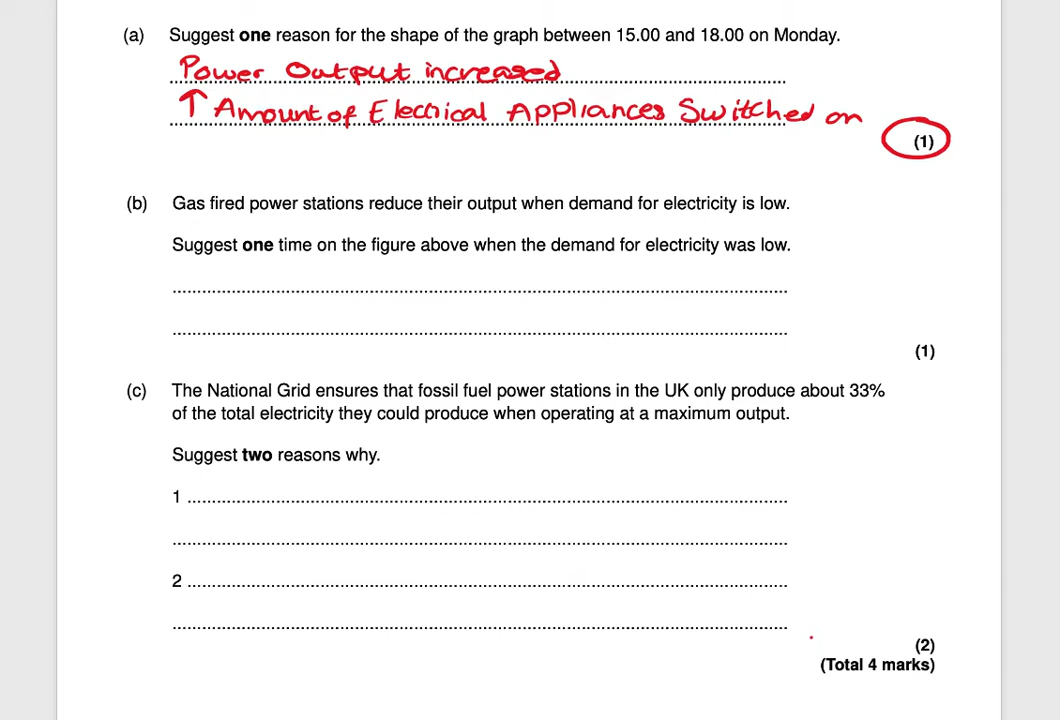 (a) Suggest one reason for the shape of the graph between 15.00 and 18.00 on Monday.
Power Output increased
↑ Amount of Electrical Appliances Switched on
(1)
(b) Gas fired power stations reduce their output when demand for electricity is low.
Suggest one time on the figure above when the demand for electricity was low.
(1)
(c) The National Grid ensures that fossil fuel power stations in the UK only produce about 33%
of the total electricity they could produce when operating at a maximum output.
Suggest two reasons why.
1
2
(2)
(Total 4 marks)